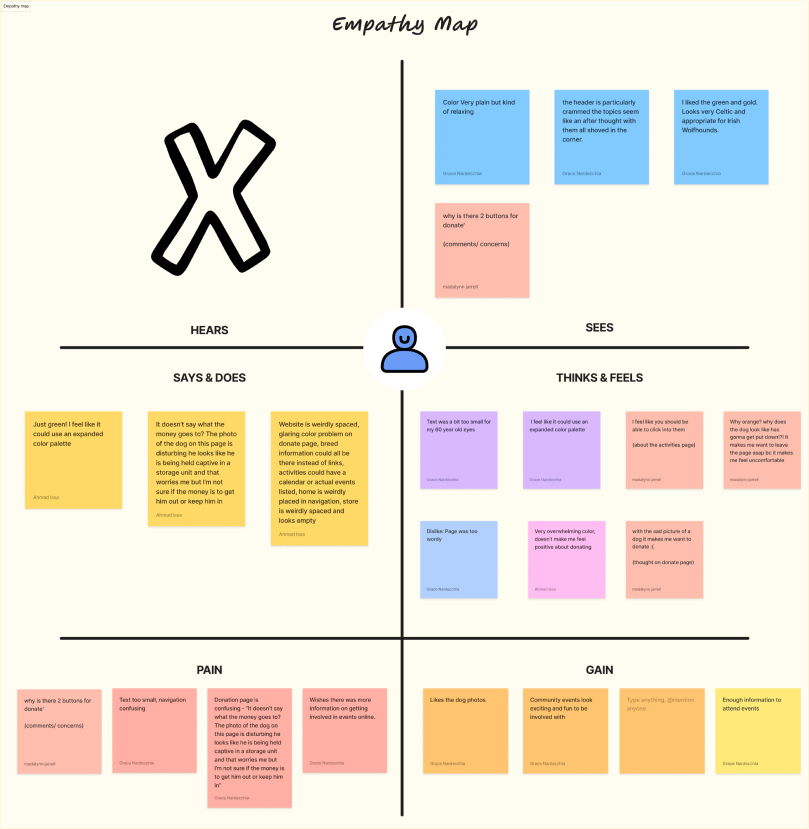 Empathy map
Empathy Map
Color Very plain but kind
of relaxing
Grace Nardecchia
the header is particularly
crammed the topics seem
like an after thought with
them all shoved in the
corner.
Grace Nardecchia
I liked the green and gold.
Looks very Celtic and
appropriate for Irish
Wolfhounds.
Grace Nardecchia
why is there 2 buttons for
donate'
(comments/ concerns)
madalyne jarrell
HEARS
SEES
SAYS & DOES
Just green! I feel like it
could use an expanded
color palette
Ahmad Issa
It doesn't say what the
money goes to? The photo
of the dog on this page is
disturbing he looks like he
is being held captive in a
storage unit and that
worries me but I'm not
sure if the money is to get
him out or keep him in
Ahmad Issa
Website is weirdly spaced,
glaring color problem on
donate page, breed
information could all be
there instead of links,
activities could have a
calendar or actual events
listed, home is weirdly
placed in navigation, store
is weirdly spaced and
looks empty
Ahmad Issa
THINKS & FEELS
Text was a bit too small for
my 60 year old eyes
Grace Nardecchia
I feel like it could use an
expanded color palette
Grace Nardecchia
I feel like you should be
able to click into them
(about the activities page)
madalyne jarrell
Why orange? why does
the dog look like has
gonna get put down?! It
makes me want to leave
the page asap bc it makes
me feel uncomfortable
madalyne jarrell
Dislike: Page was too
wordy
Grace Nardecchia
Very overwhelming color,
doesn't make me feel
positive about donating
Ahmad Issa
with the sad picture of a
dog it makes me want to
donate :(
(thought on donate page)
madalyne jarrell
PAIN
why is there 2 buttons for
donate'
(comments/ concerns)
madalyne jarrell
Text too small, navigation
confusing
Grace Nardecchia
Donation page is
confusing - "It doesn't say
what the money goes to?
The photo of the dog on
this page is disturbing he
looks like he is being held
captive in a storage unit
and that worries me but
I'm not sure if the money is
to get him out or keep him
in"
Grace Nardecchia
Wishes there was more
information on getting
involved in events online.
Grace Nardecchia
GAIN
Likes the dog photos
Grace Nardecchia
Community events look
exciting and fun to be
involved with
Grace Nardecchia
Type anything, @mention
anyone
Enough information to
attend events
Grace Nardecchia